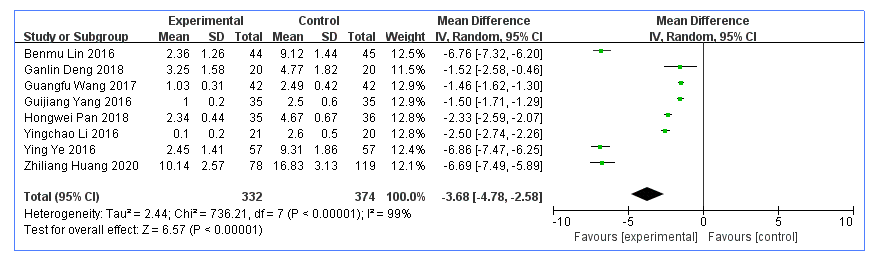 Experimental Control Mean Difference Mean Difference
Study or Subgroup Mean SD Total Mean SD Total Weight IV, Random, 95% CI IV, Random, 95% CI
Benmu Lin 2016 2.36 1.26 44 9.12 1.44 45 12.5% -6.76 [-7.32, -6.20]
Ganlin Deng 2018 3.25 1.58 20 4.77 1.82 20 11.7% -1.52 [-2.58, -0.46]
Guangfu Wang 2017 1.03 0.31 42 2.49 0.42 42 12.9% -1.46 [-1.62, -1.30]
Guijiang Yang 2016 1 0.2 35 2.5 0.6 35 12.9% -1.50 [-1.71, -1.29]
Hongwei Pan 2018 2.34 0.44 35 4.67 0.67 36 12.8% -2.33 [-2.59, -2.07]
Yingchao Li 2016 0.1 0.2 21 2.6 0.5 20 12.8% -2.50 [-2.74, -2.26]
Ying Ye 2016 2.45 1.41 57 9.31 1.86 57 12.4% -6.86 [-7.47, -6.25]
Zhiliang Huang 2020 10.14 2.57 78 16.83 3.13 119 12.1% -6.69 [-7.49, -5.89]
Total (95% CI) 332 374 100.0% -3.68 [-4.78, -2.58]
Heterogeneity: Tau² = 2.44; Chi² = 736.21, df = 7 (P < 0.00001); I² = 99%
Test for overall effect: Z = 6.57 (P < 0.00001)
-10 -5 0 5 10
Favours [experimental] Favours [control]